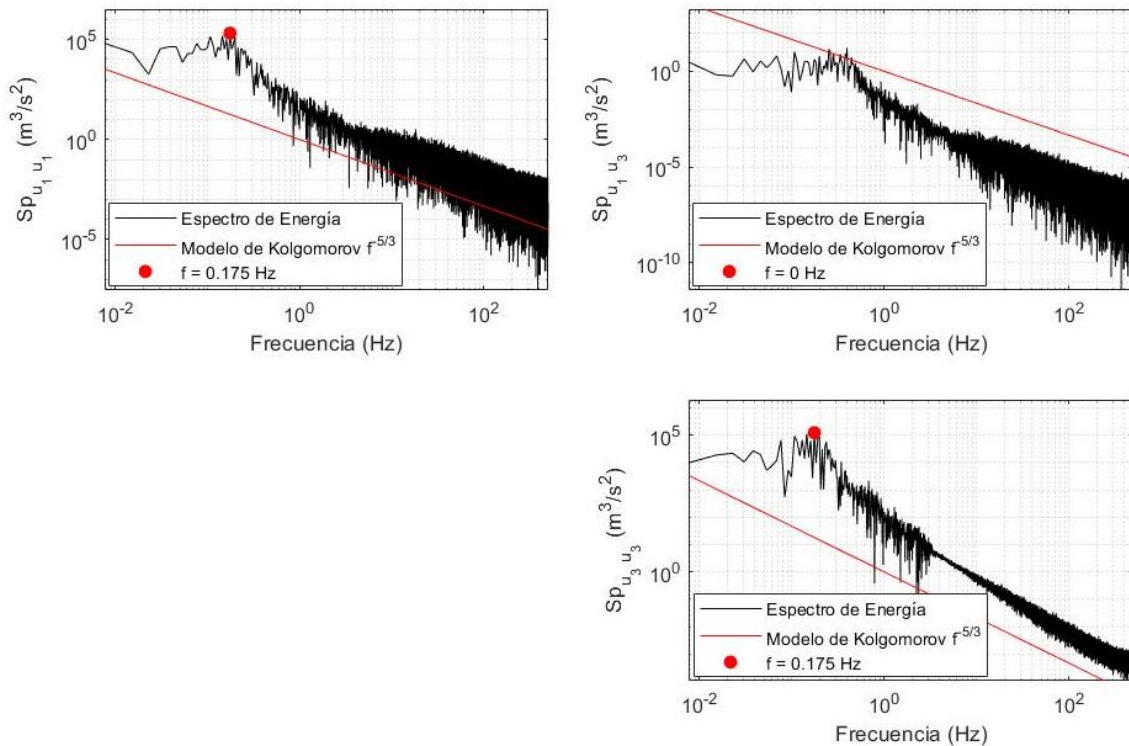 10^5
10^0
10^-5
Sp_{u_1 u_1} (m^3/s^2)
Espectro de Energía
Modelo de Kolgomorov f^-5/3
f = 0.175 Hz
10^-2
10^0
10^2
Frecuencia (Hz)
10^0
10^-5
10^-10
Sp_{u_1 u_3} (m^3/s^2)
Espectro de Energía
Modelo de Kolgomorov f^-5/3
f = 0 Hz
10^-2
10^0
10^2
Frecuencia (Hz)
10^5
10^0
Sp_{u_3 u_3} (m^3/s^2)
Espectro de Energía
Modelo de Kolgomorov f^-5/3
f = 0.175 Hz
10^-2
10^0
10^2
Frecuencia (Hz)